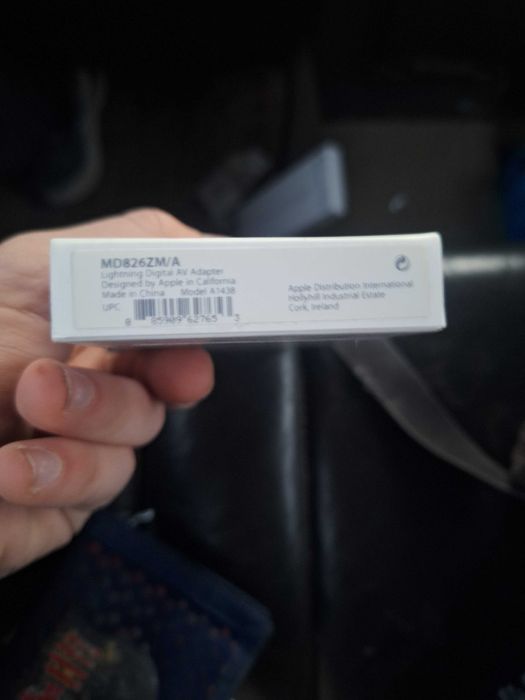 MD826ZM/A
Lightning Digital AV Adapter
Designed by Apple in California
Made in China Model A1438
UPC
8 85909 62765 3
Apple Distribution International
Hollyhill Industrial Estate
Cork, Ireland